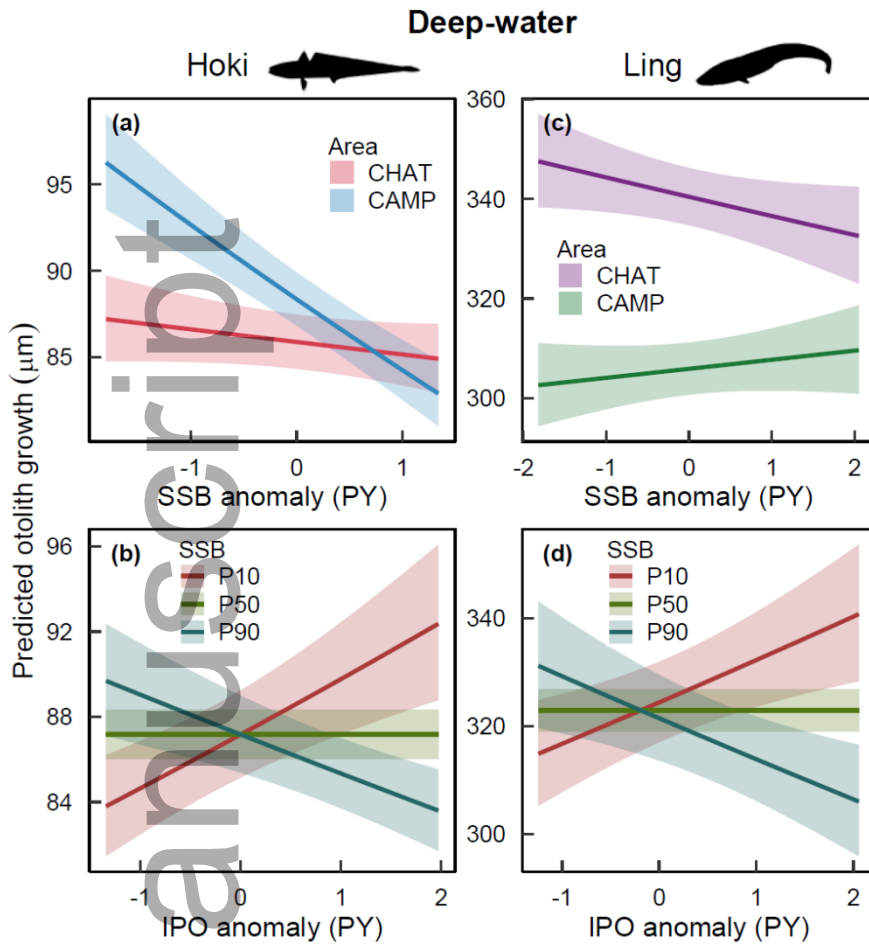 Deep-water
Hoki
Ling
(a)
Area
CHAT
CAMP
95
90
85
-1
0
1
SSB anomaly (PY)
(c)
Area
CHAT
CAMP
360
340
320
300
-2
-1
0
1
2
SSB anomaly (PY)
Predicted otolith growth (μm)
(b)
SSB
P10
P50
P90
96
92
88
84
-1
0
1
2
IPO anomaly (PY)
(d)
SSB
P10
P50
P90
340
320
300
-1
0
1
2
IPO anomaly (PY)
anuscript